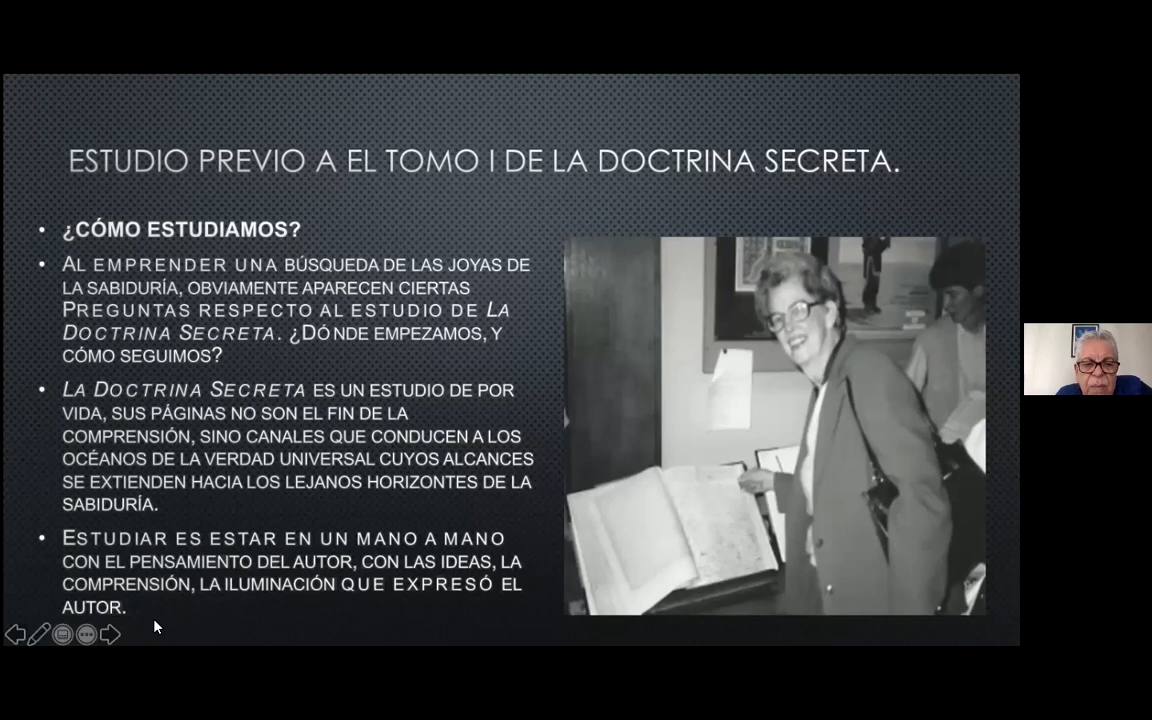 ESTUDIO PREVIO A EL TOMO I DE LA DOCTRINA SECRETA.
• ¿CÓMO ESTUDIAMOS?
• AL EMPRENDER UNA BÚSQUEDA DE LAS JOYAS DE
LA SABIDURÍA, OBVIAMENTE APARECEN CIERTAS
PREGUNTAS RESPECTO AL ESTUDIO DE LA
DOCTRINA SECRETA. ¿DÓ NDE EMPEZAMOS, Y
CÓMO SEGUIMOS?
• LA DOCTRINA SECRETA ES UN ESTUDIO DE POR
VIDA, SUS PÁGINAS NO SON EL FIN DE LA
COMPRENSIÓN, SINO CANALES QUE CONDUCEN A LOS
OCÉANOS DE LA VERDAD UNIVERSAL CUYOS ALCANCES
SE EXTIENDEN HACIA LOS LEJANOS HORIZONTES DE LA
SABIDURÍA.
• ESTUDIAR ES ESTAR EN UN MANO A MANO
CON EL PENSAMIENTO DEL AUTOR, CON LAS IDEAS, LA
COMPRENSIÓN, LA ILUMINACIÓN QUE EXPRESÓ EL
AUTOR.